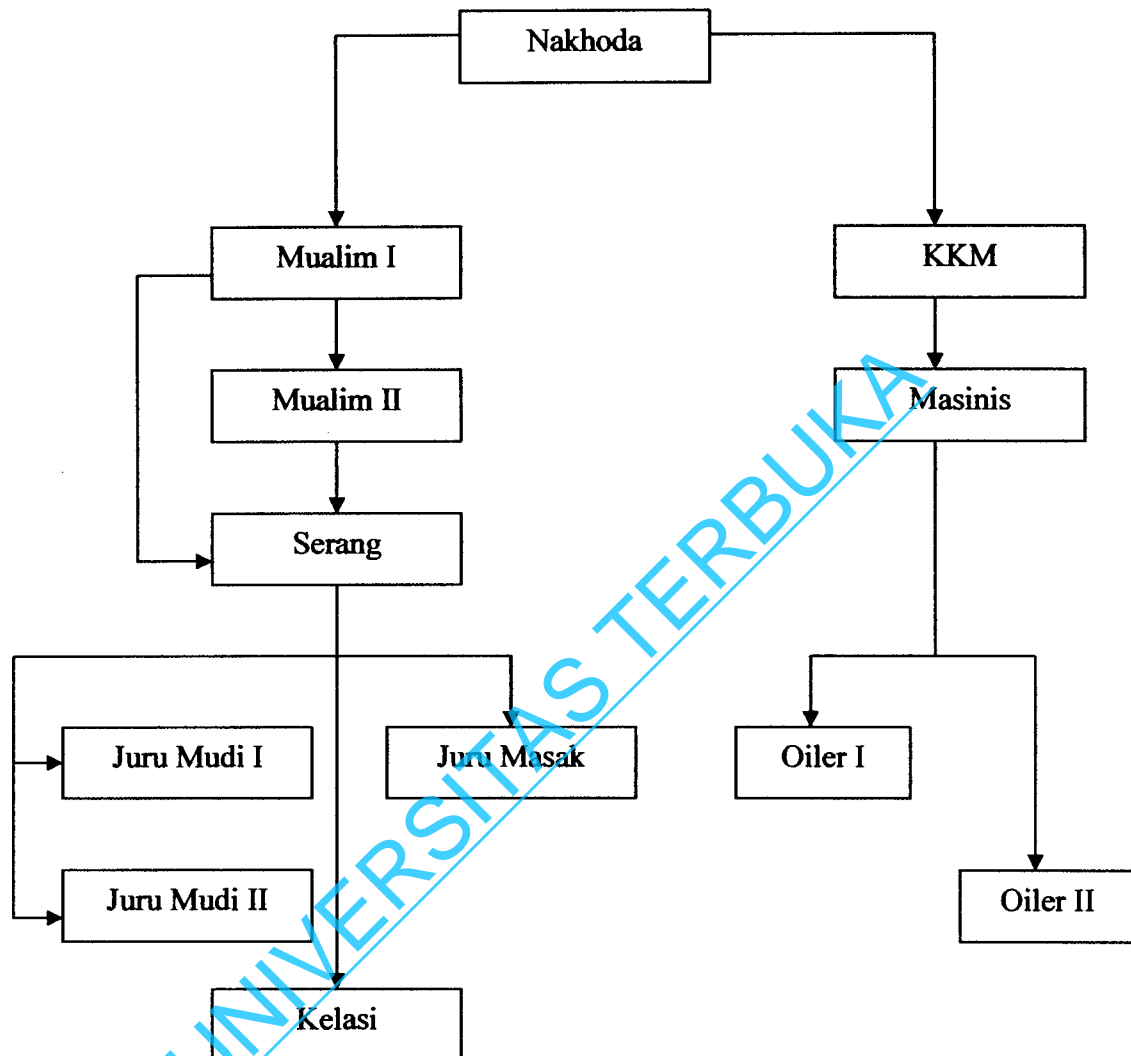 Nakhoda
Mualim I
KKM
Mualim II
Masinis
Serang
Juru Mudi I
Juru Masak
Oiler I
Juru Mudi II
Oiler II
Kelasi
UNIVERSITAS TERBUKA